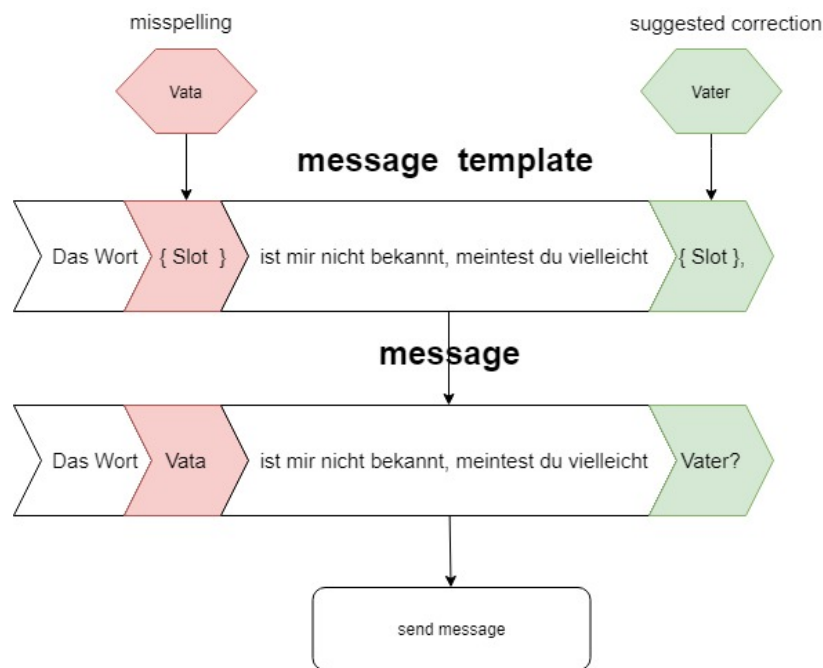 misspelling
suggested correction
Vata
Vater
message template
Das Wort { Slot } ist mir nicht bekannt, meintest du vielleicht { Slot },
message
Das Wort Vata ist mir nicht bekannt, meintest du vielleicht Vater?
send message